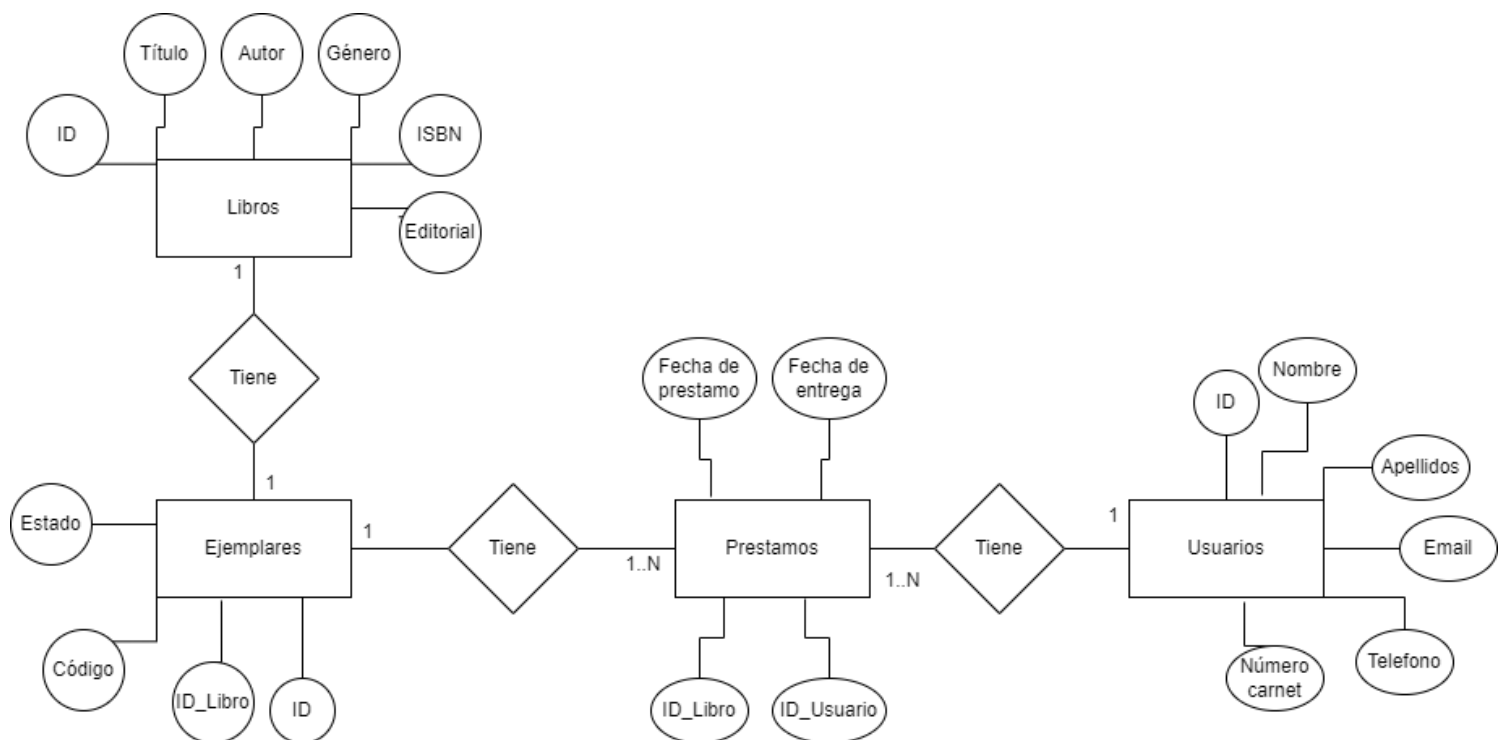 Título
Autor
Género
ID
ISBN
Libros
Editorial
1
Tiene
Fecha de
prestamo
Fecha de
entrega
Nombre
ID
Apellidos
1
Estado
1
1
Ejemplares
Tiene
Prestamos
Tiene
Usuarios
Email
1..N
1..N
Código
ID_Libro
ID
ID_Libro
ID_Usuario
Número
carnet
Telefono